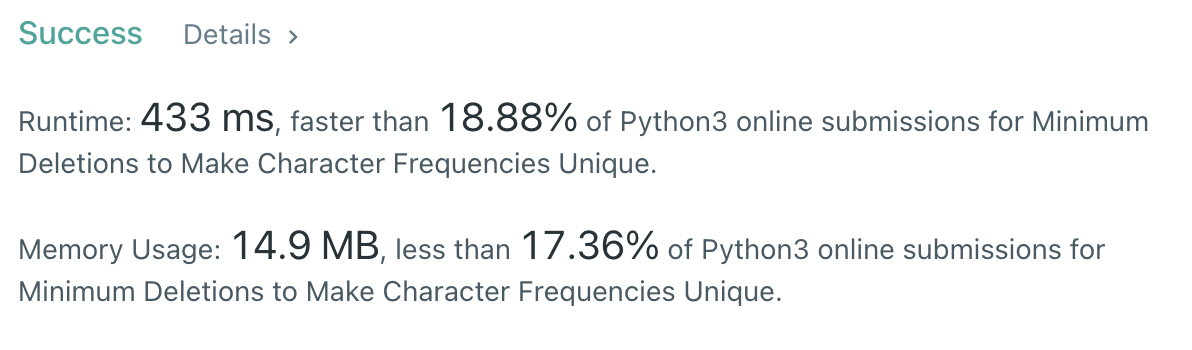 Success Details >
Runtime: 433 ms, faster than 18.88% of Python3 online submissions for Minimum
Deletions to Make Character Frequencies Unique.
Memory Usage: 14.9 MB, less than 17.36% of Python3 online submissions for
Minimum Deletions to Make Character Frequencies Unique.